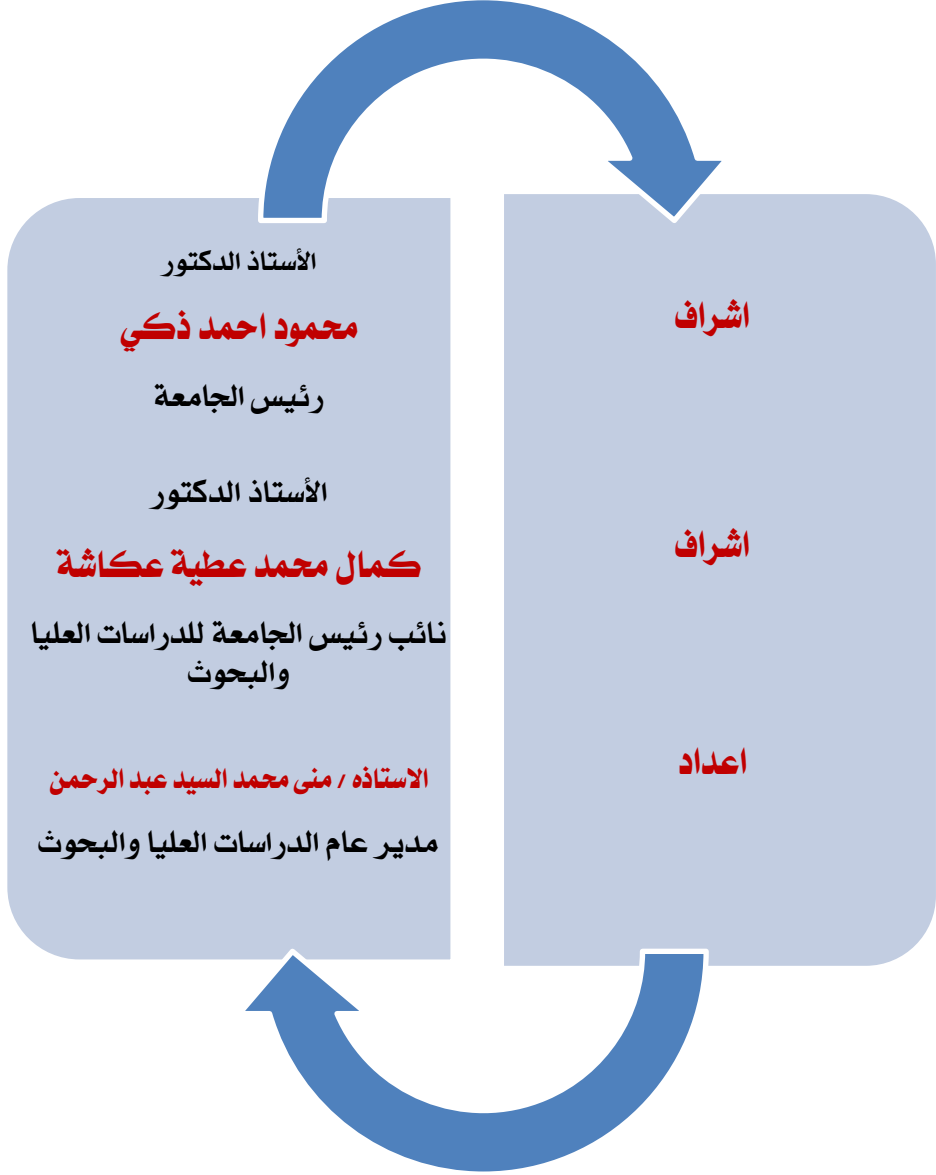 اشراف
الأستاذ الدكتور
محمود احمد ذكي
رئيس الجامعة
اشراف
الأستاذ الدكتور
كمال محمد عطية عكاشة
نائب رئيس الجامعة للدراسات العليا
والبحوث
اعداد
الاستاذه / منى محمد السيد عبد الرحمن
مدير عام الدراسات العليا والبحوث